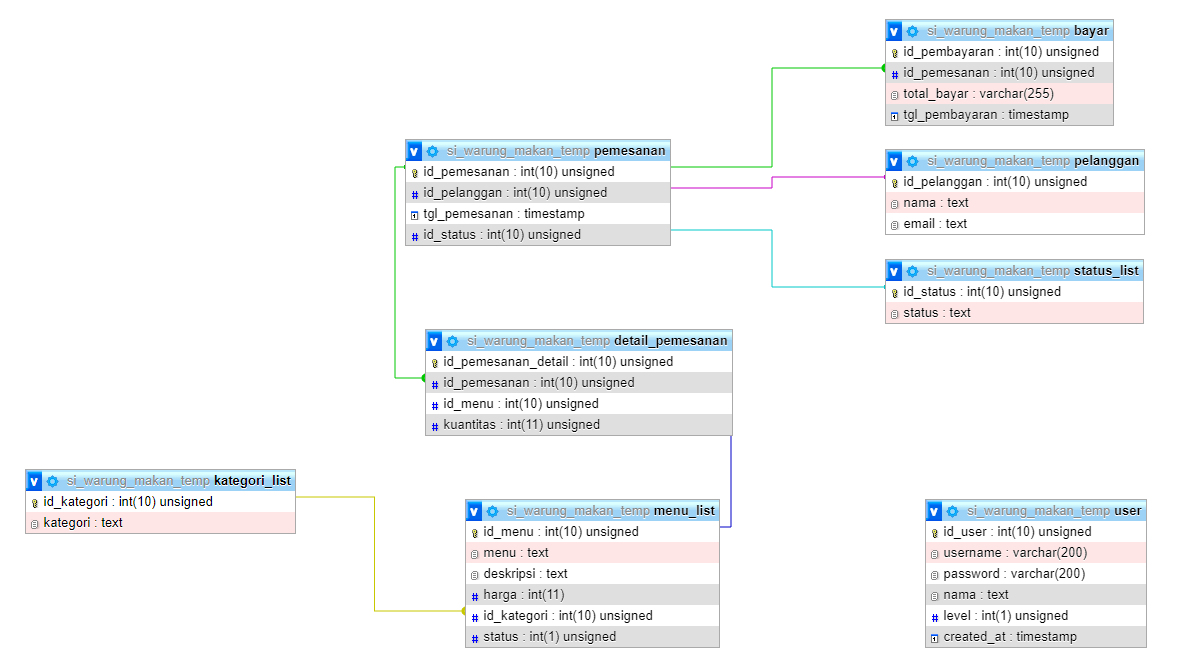 si_warung_makan_temp bayar
id_pembayaran : int(10) unsigned
id_pemesanan : int(10) unsigned
total_bayar : varchar(255)
tgl_pembayaran : timestamp
si_warung_makan_temp pemesanan
id_pemesanan : int(10) unsigned
id_pelanggan : int(10) unsigned
tgl_pemesanan : timestamp
id_status : int(10) unsigned
si_warung_makan_temp pelanggan
id_pelanggan : int(10) unsigned
nama : text
email : text
si_warung_makan_temp status_list
id_status : int(10) unsigned
status : text
si_warung_makan_temp detail_pemesanan
id_pemesanan_detail : int(10) unsigned
id_pemesanan : int(10) unsigned
id_menu : int(10) unsigned
kuantitas : int(11) unsigned
si_warung_makan_temp kategori_list
id_kategori : int(10) unsigned
kategori : text
si_warung_makan_temp menu_list
id_menu : int(10) unsigned
menu : text
deskripsi : text
harga : int(11)
id_kategori : int(10) unsigned
status : int(1) unsigned
si_warung_makan_temp user
id_user : int(10) unsigned
username : varchar(200)
password : varchar(200)
nama : text
level : int(1) unsigned
created_at : timestamp